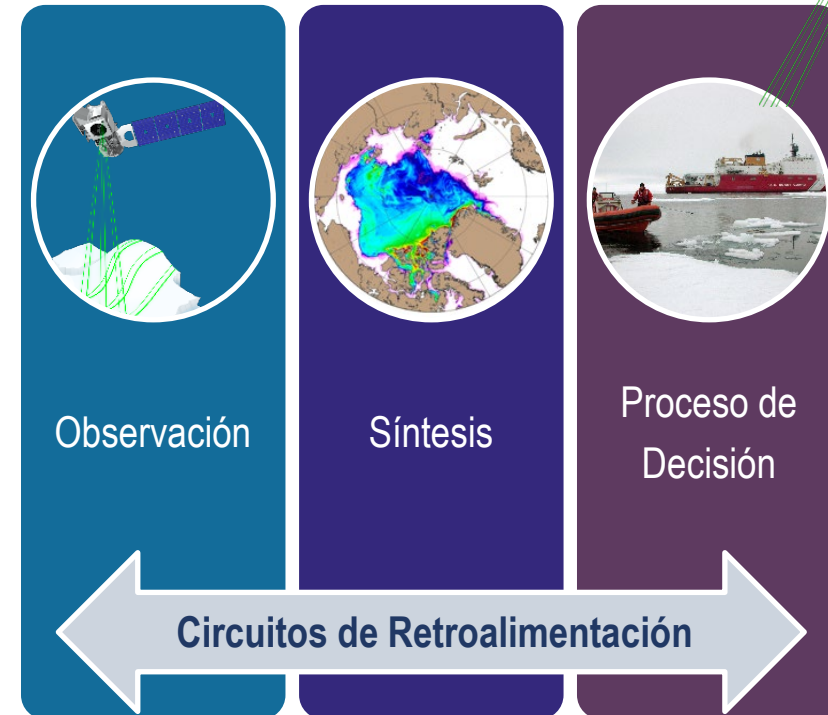 Observación
Síntesis
Proceso de
Decisión
Circuitos de Retroalimentación